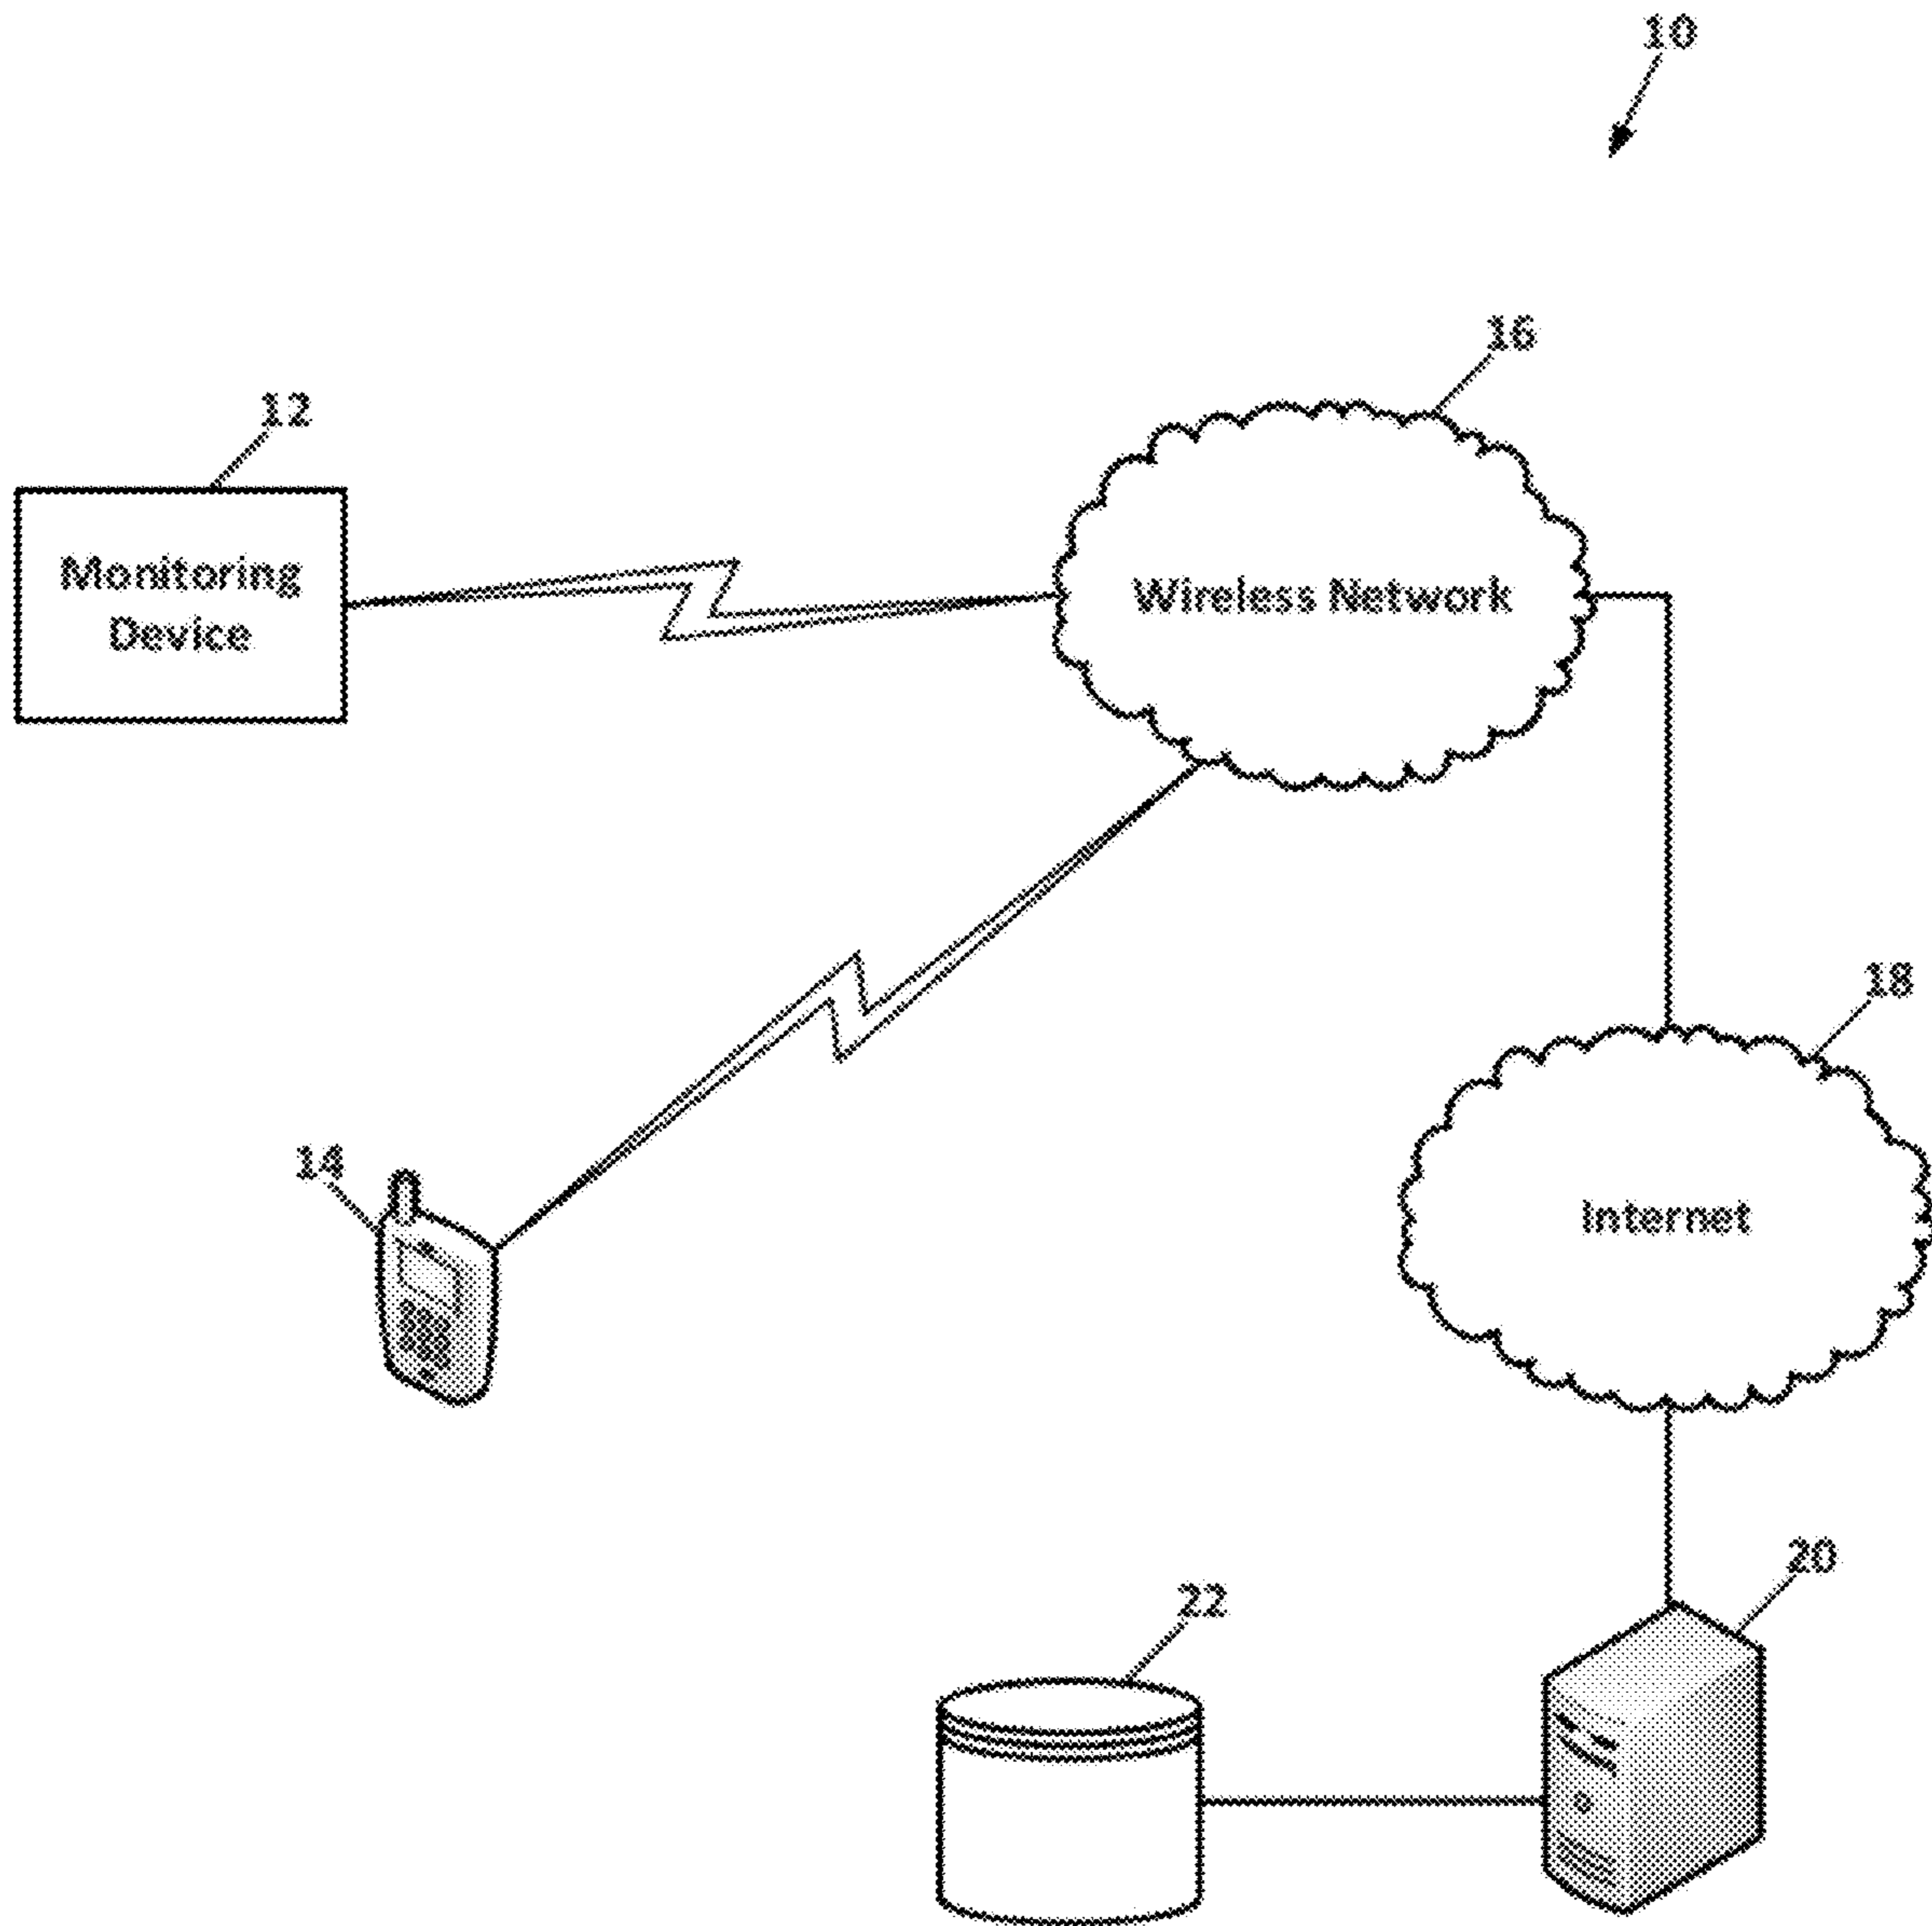 10
16
12
Monitoring
Device
Wireless Network
18
14
Internet
20
22